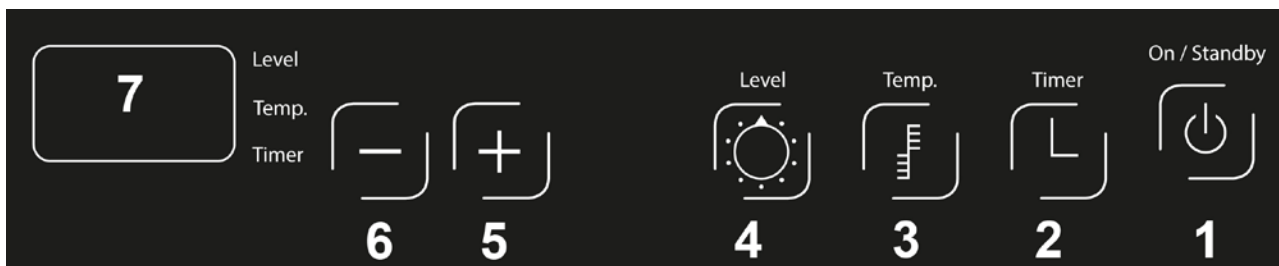 On / Standby
Level
Level Temp. Timer
7
Temp.
Timer
− +
6 5 4 3 2 1